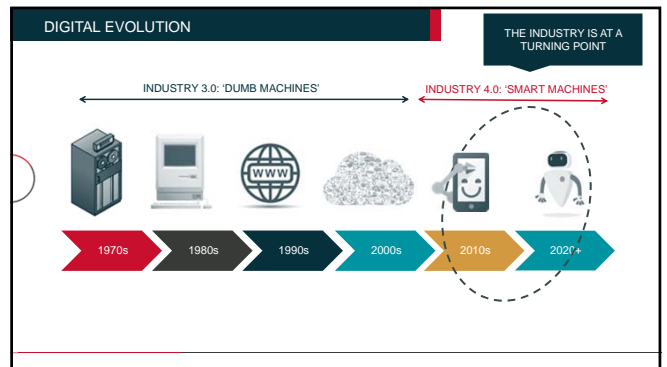 DIGITAL EVOLUTION
THE INDUSTRY IS AT A
TURNING POINT
INDUSTRY 3.0: 'DUMB MACHINES'
INDUSTRY 4.0: 'SMART MACHINES'
WWW
1970s
1980s
1990s
2000s
2010s
2020+